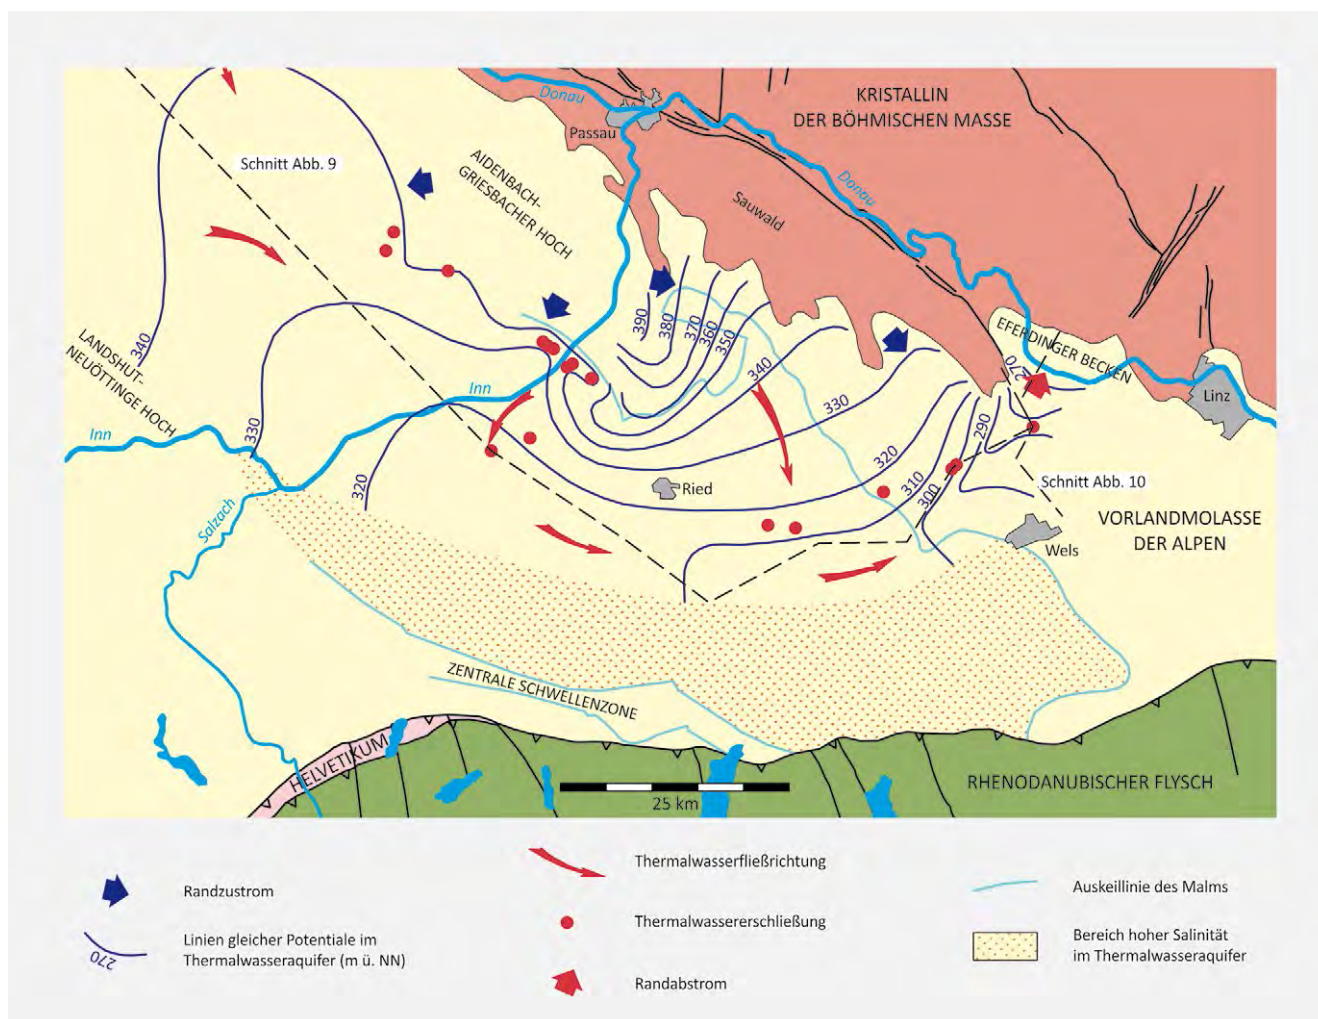 KRISTALLIN
DER BÖHMISCHEN MASSE
Donau
Passau
Schnitt Abb. 9
AIDENBACH-
GRIESBACHER HOCH
Sauwald
Donau
390
380
370
360
350
340
330
320
310
300
290
270
EFERDINGER BECKEN
Linz
340
LANDSHUT-
NEUÖTTINGE HOCH
Inn
Inn
330
320
Salzach
Ried
Schnitt Abb. 10
VORLANDMOLASSE
DER ALPEN
Wels
ZENTRALE SCHWELLENZONE
HELVETIKUM
RHENODANUBISCHER FLYSCH
25 km
Randzustrom
270
Linien gleicher Potentiale im
Thermalwasseraquifer (m ü. NN)
Thermalwasserfließrichtung
Thermalwassererschließung
Randabstrom
Auskeillinie des Malms
Bereich hoher Salinität
im Thermalwasseraquifer